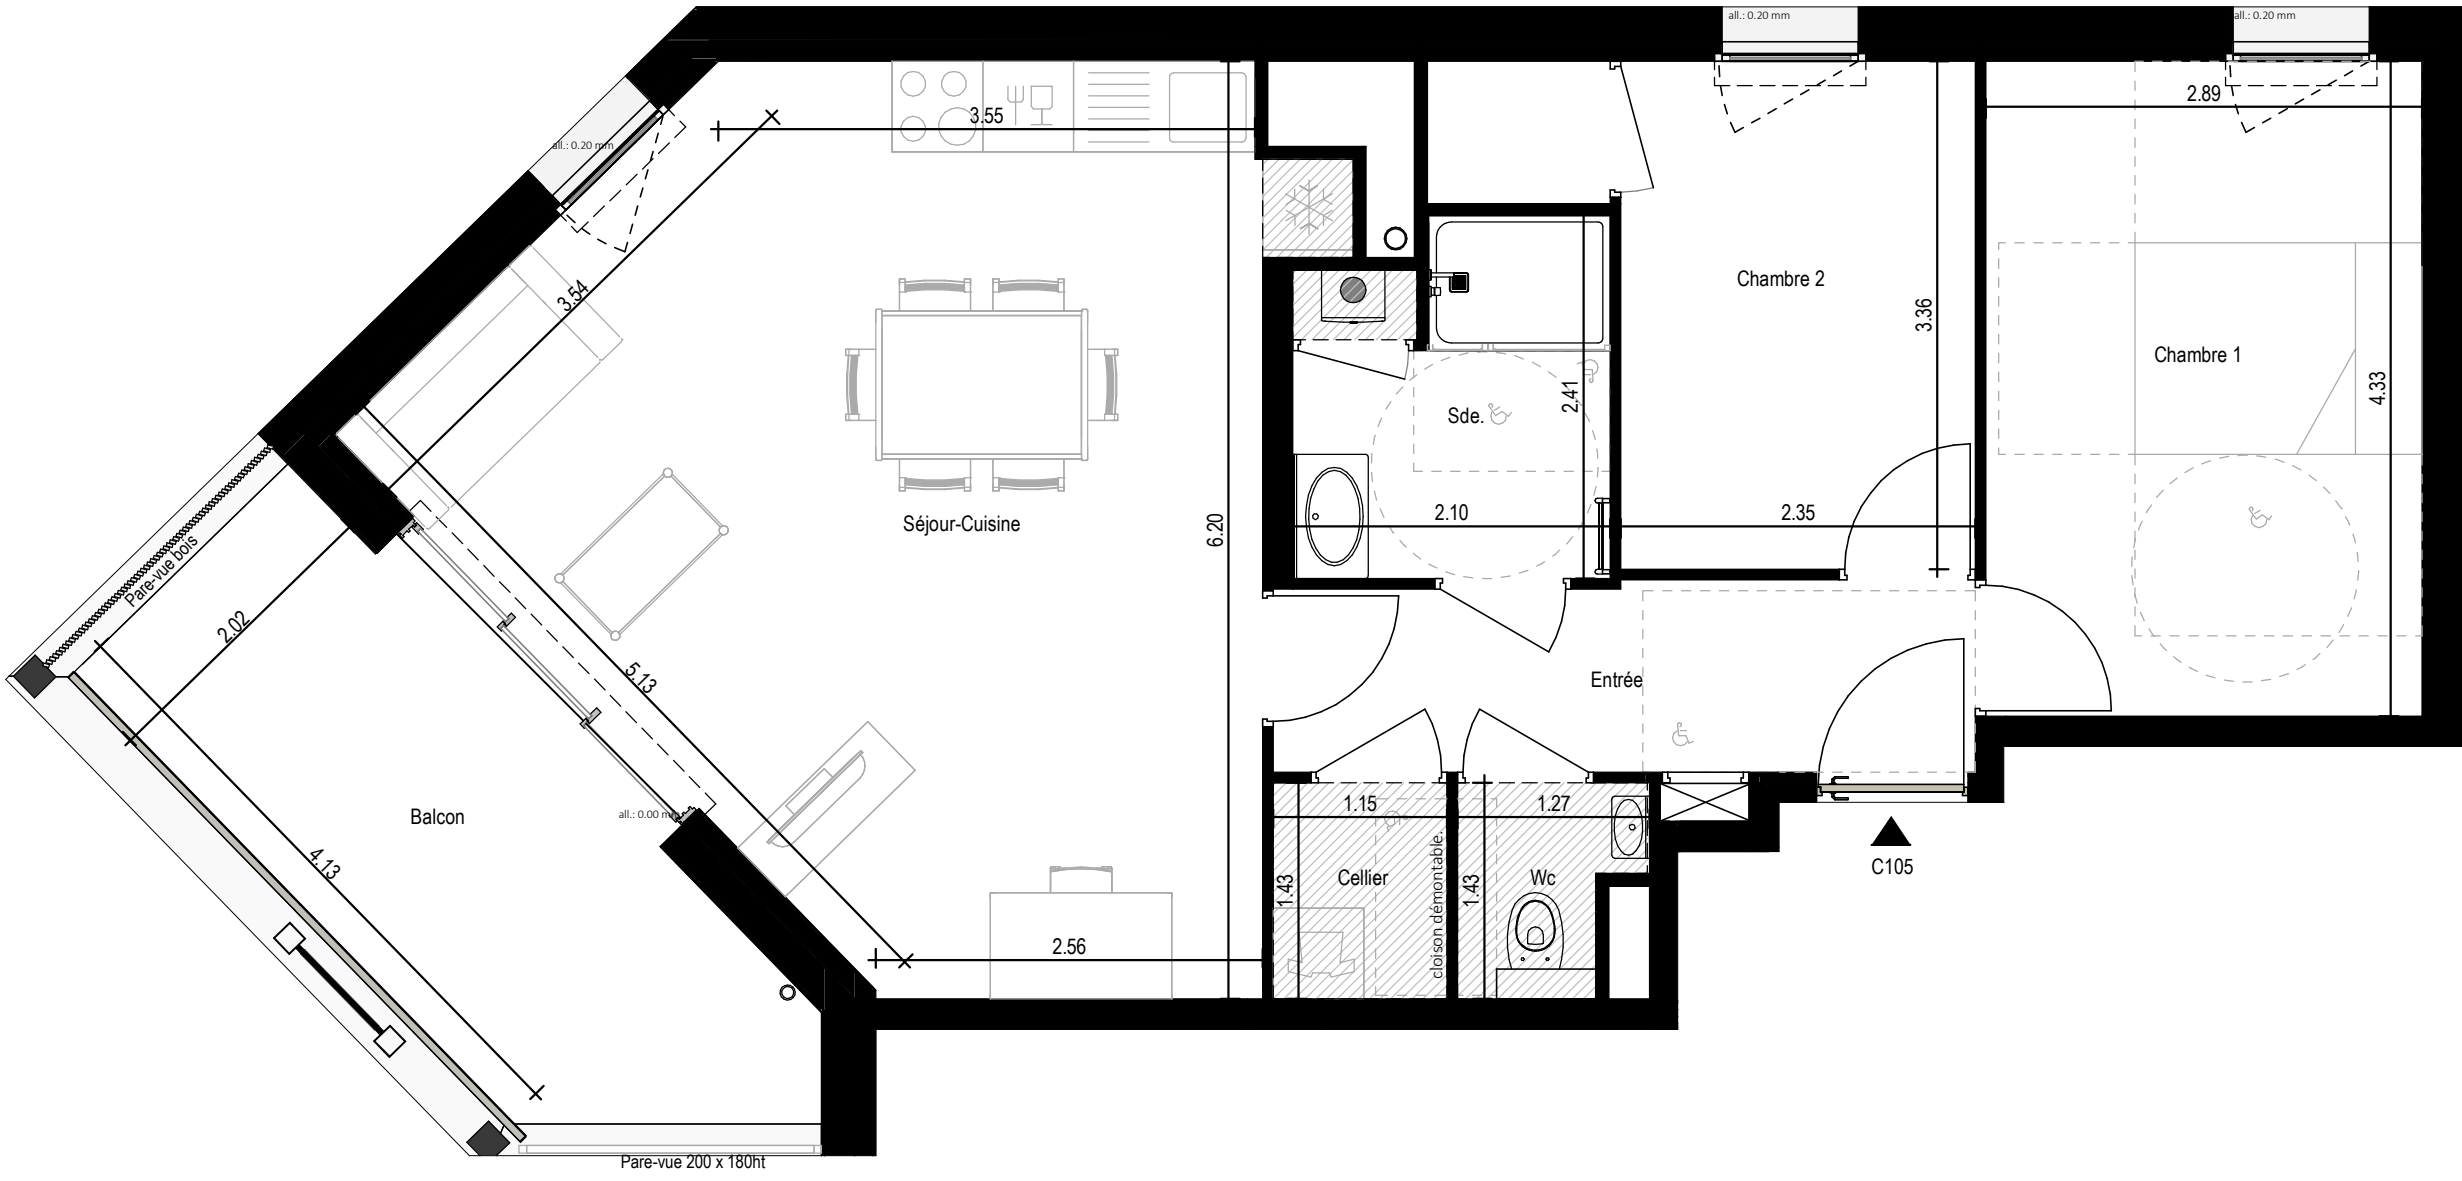 all.: 0.20 mm
all.: 0.20 mm
2.89
3.55
all.: 0.20 mm
Chambre 2
3.54
3.36
Chambre 1
4.33
2.41
Sde.
2.10
2.35
Séjour-Cuisine
6.20
Pare-vue bois
2.02
5.13
Entrée
1.15
1.27
Balcon
all.: 0.00 mm
4.13
C105
1.43
Cellier
cloison démontable.
1.43
Wc
2.56
Pare-vue 200 x 180ht